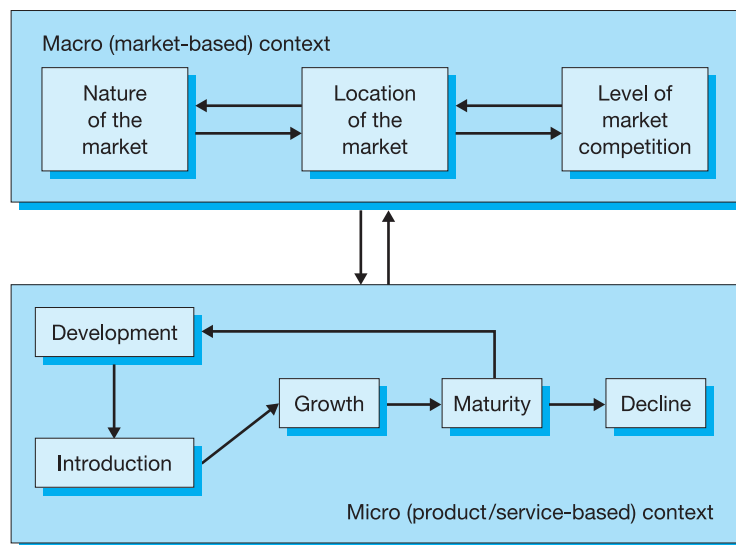 Macro (market-based) context
Nature
of the
market
Location
of the
market
Level of
market
competition
Development
Introduction
Growth
Maturity
Decline
Micro (product/service-based) context